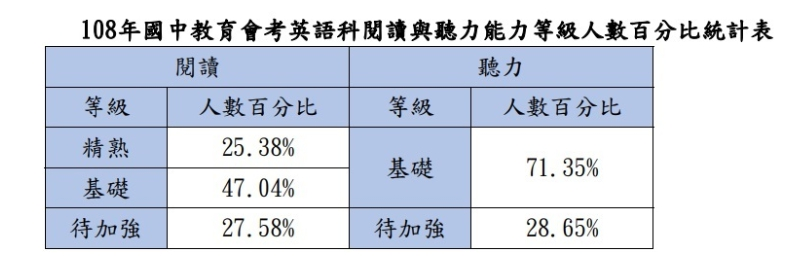 108年國中教育會考英語科閱讀與聽力能力等級人數百分比統計表
閱讀 聽力
等級 人數百分比 等級 人數百分比
精熟 25.38% 基礎 71.35%
基礎 47.04%
待加強 27.58% 待加強 28.65%